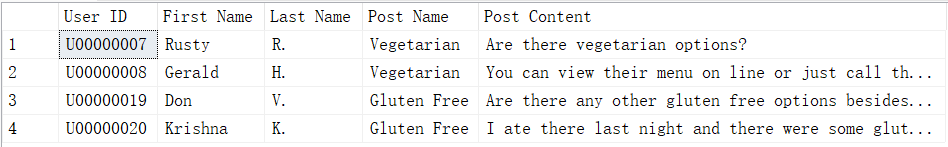 User ID First Name Last Name Post Name Post Content
1 U00000007 Rusty R. Vegetarian Are there vegetarian options?
2 U00000008 Gerald H. Vegetarian You can view their menu on line or just call th...
3 U00000019 Don V. Gluten Free Are there any other gluten free options besides...
4 U00000020 Krishna K. Gluten Free I ate there last night and there were some glut...